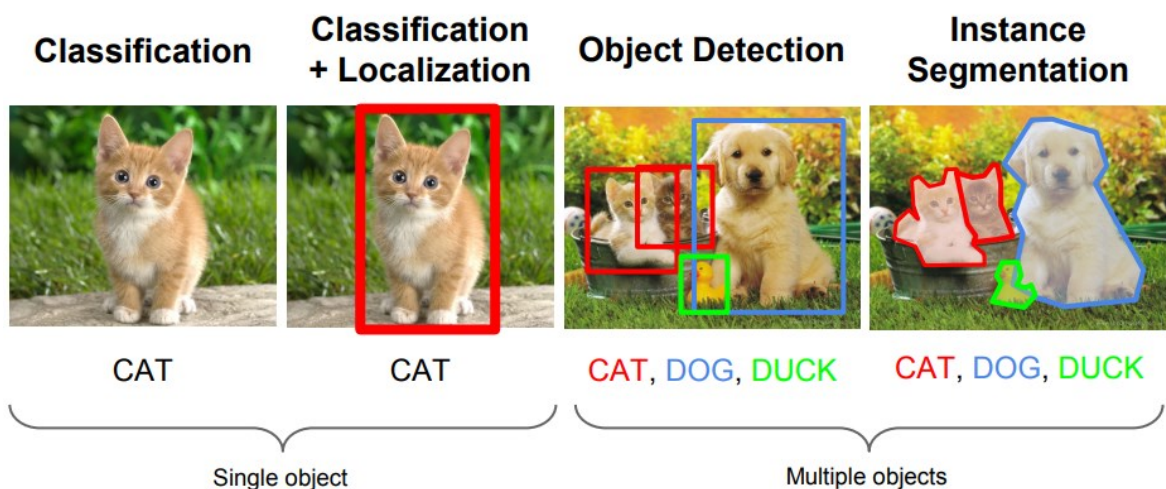 Classification
Classification
+ Localization
Object Detection
Instance
Segmentation
CAT
CAT
CAT, DOG, DUCK
CAT, DOG, DUCK
Single object
Multiple objects